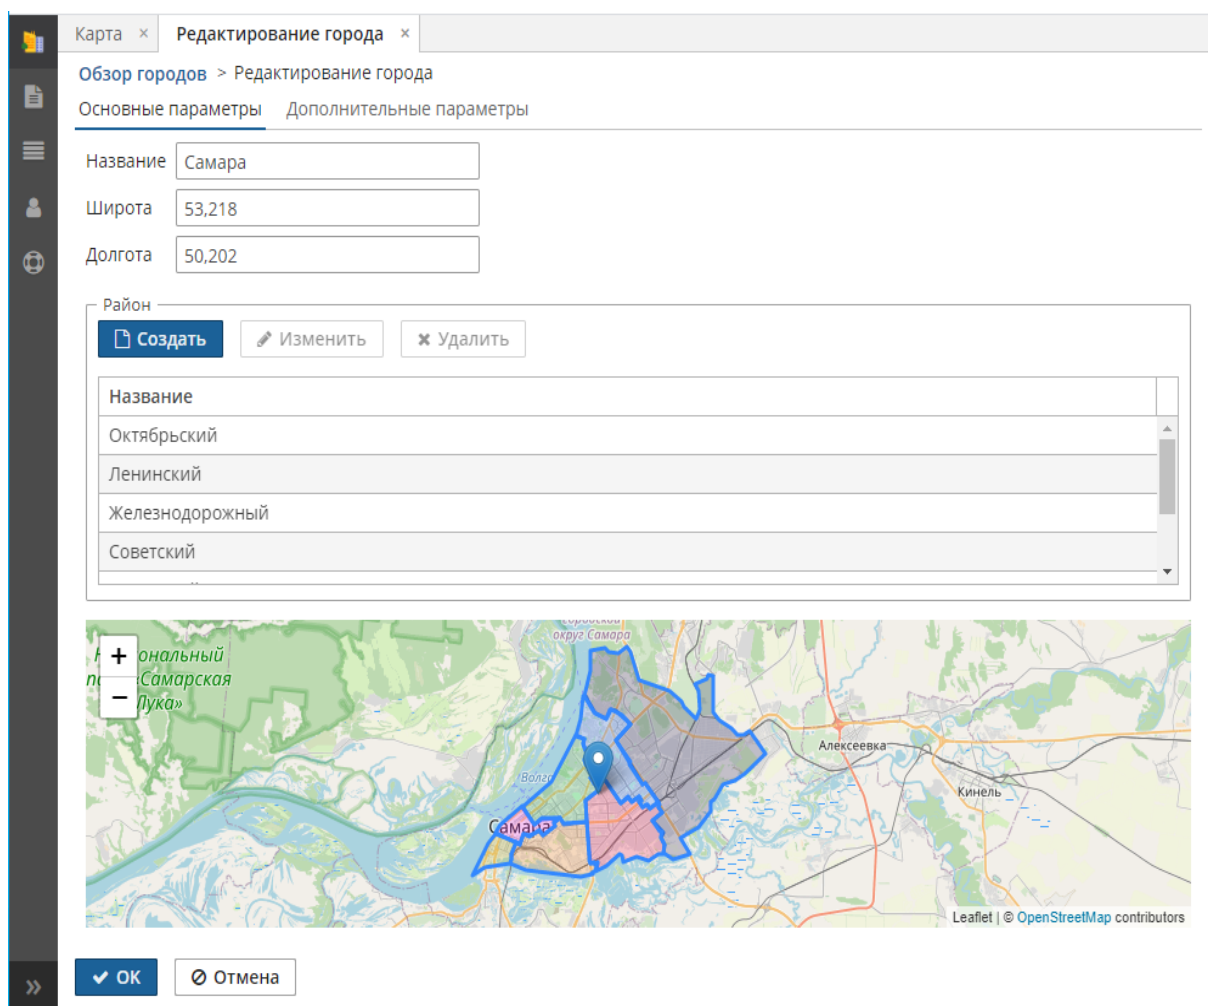 Карта × Редактирование города ×
Обзор городов > Редактирование города
Основные параметры Дополнительные параметры
Название Самара
Широта 53,218
Долгота 50,202
Район
Создать Изменить Удалить
Название
Октябрьский
Ленинский
Железнодорожный
Советский
округ Самара
+ ональный
Самарская
− Лука»
Алексеевка
Волга
Кинель
Самара
Leaflet | © OpenStreetMap contributors
OK Отмена